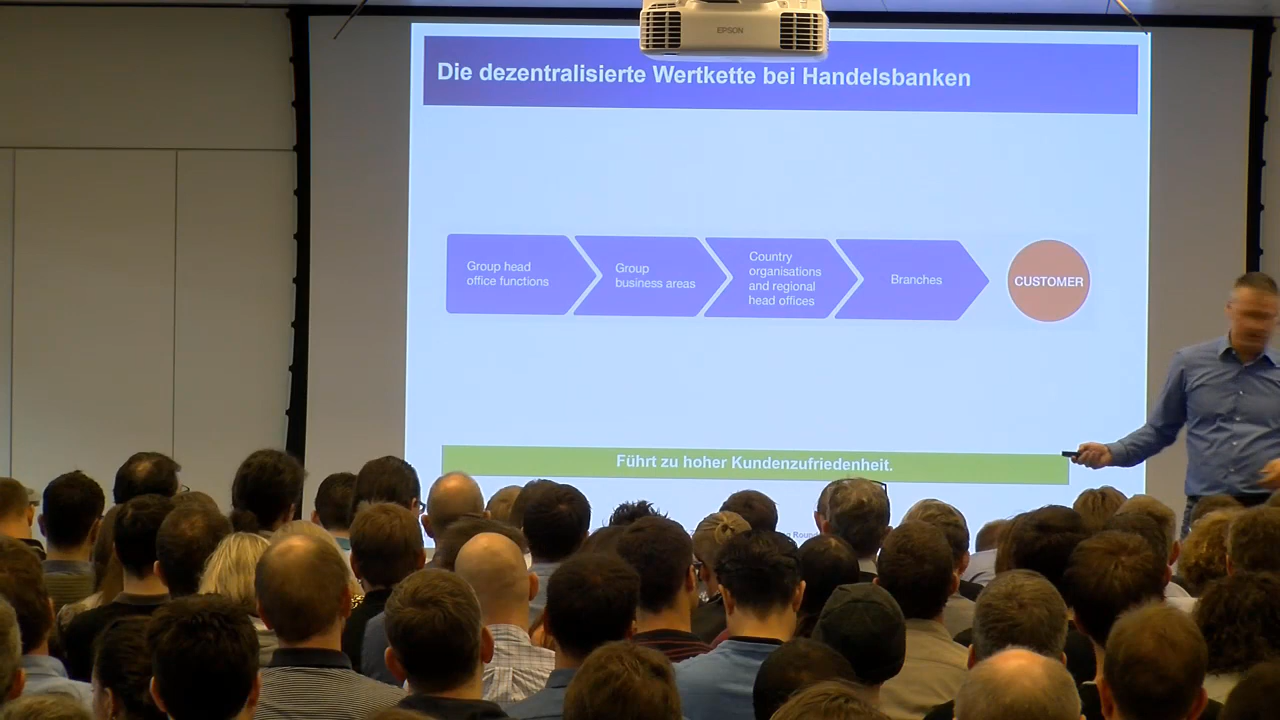 EPSON
Die dezentralisierte Wertkette bei Handelsbanken
Group head
office functions
Group
business areas
Country
organisations
and regional
head offices
Branches
CUSTOMER
Führt zu hoher Kundenzufriedenheit.